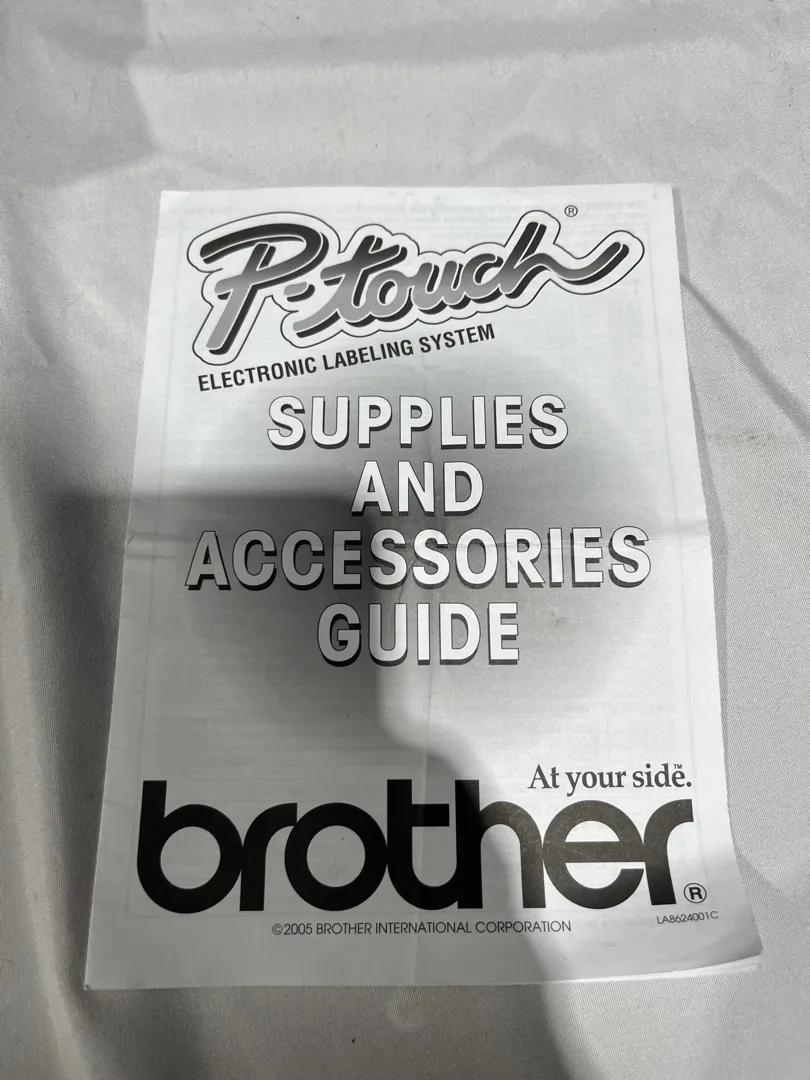 P-touch®
ELECTRONIC LABELING SYSTEM
SUPPLIES
AND
ACCESSORIES
GUIDE
At your side.™
brother®
©2005 BROTHER INTERNATIONAL CORPORATION
LA8624001C